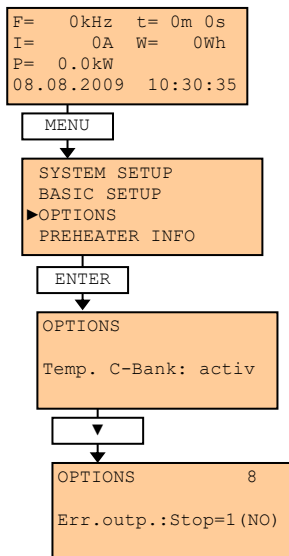 F= 0kHz t= 0m 0s
I= 0A W= 0Wh
P= 0.0kW
08.08.2009 10:30:35
MENU
SYSTEM SETUP
BASIC SETUP
►OPTIONS
PREHEATER INFO
ENTER
OPTIONS
Temp. C-Bank: activ
▼
OPTIONS 8
Err.outp.:Stop=1(NO)